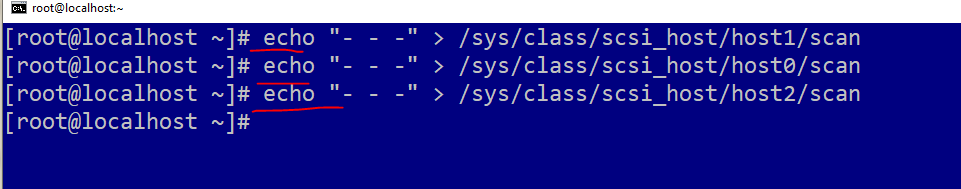 root@localhost:~
[root@localhost ~]# echo "- - -" > /sys/class/scsi_host/host1/scan
[root@localhost ~]# echo "- - -" > /sys/class/scsi_host/host0/scan
[root@localhost ~]# echo "- - -" > /sys/class/scsi_host/host2/scan
[root@localhost ~]#